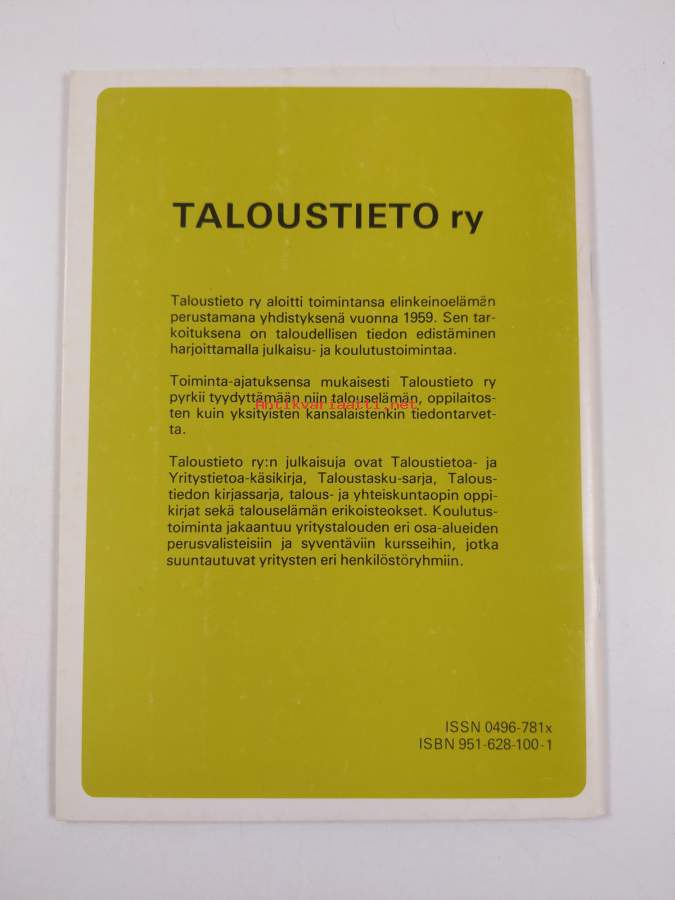 TALOUSTIETO ry
Taloustieto ry aloitti toimintansa elinkeinoelämän
perustamana yhdistyksenä vuonna 1959. Sen tar-
koituksena on taloudellisen tiedon edistäminen
harjoittamalla julkaisu- ja koulutustoimintaa.
Toiminta-ajatuksensa mukaisesti Taloustieto ry
pyrkii tyydyttämään niin talouselämän, oppilaitos-
Antikvariaatti.net
ten kuin yksityisten kansalaistenkin tiedontarvet-
ta.
Taloustieto ry:n julkaisuja ovat Taloustietoa- ja
Yritystietoa-käsikirja, Taloustasku-sarja, Talous-
tiedon kirjassarja, talous- ja yhteiskuntaopin oppi-
kirjat sekä talouselämän erikoisteokset. Koulutus-
toiminta jakaantuu yritystalouden eri osa-alueiden
perusvalisteisiin ja syventäviin kursseihin, jotka
suuntautuvat yritysten eri henkilöstöryhmiin.
ISSN 0496-781x
ISBN 951-628-100-1